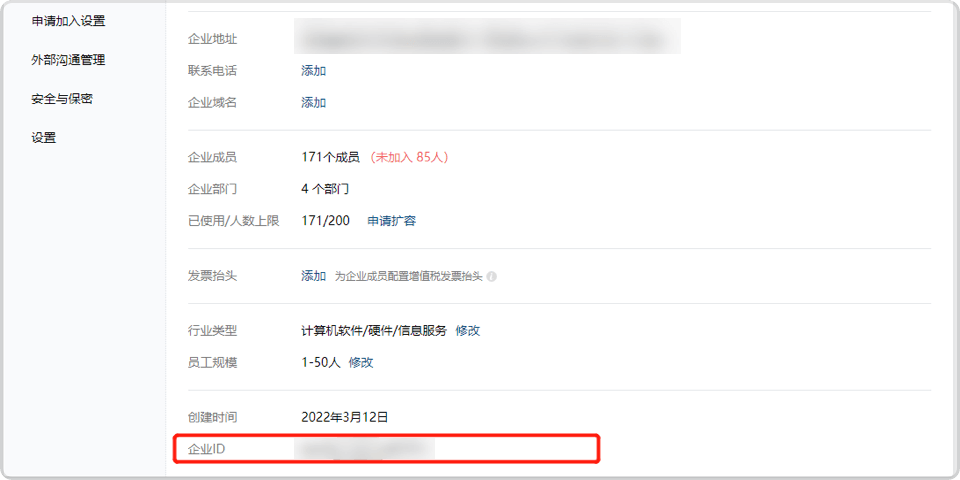 申请加入设置
外部沟通管理
安全与保密
设置
企业地址
联系电话 添加
企业域名 添加
企业成员 171个成员 (未加入 85人)
企业部门 4 个部门
已使用/人数上限 171/200 申请扩容
发票抬头 添加 为企业成员配置增值税发票抬头
行业类型 计算机软件/硬件/信息服务 修改
员工规模 1-50人 修改
创建时间 2022年3月12日
企业ID